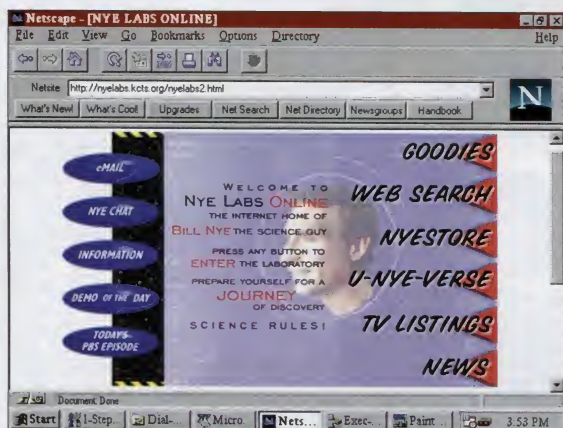 Netscape - [NYE LABS ONLINE]
File Edit View Go Bookmarks Options Directory Help
Netsite http://nyelabs.kcts.org/nyelabs2.html
N
What's New! What's Cool! Upgrades Net Search Net Directory Newsgroups Handbook
eMAIL
NYE CHAT
INFORMATION
DEMO OF THE DAY
TODAY'S
PBS EPISODE
WELCOME TO
NYE LABS ONLINE
THE INTERNET HOME OF
BILL NYE THE SCIENCE GUY
PRESS ANY BUTTON TO
ENTER THE LABORATORY
PREPARE YOURSELF FOR A
JOURNEY
OF DISCOVERY
SCIENCE RULES!
GOODIES
WEB SEARCH
NYESTORE
U-NYE-VERSE
TV LISTINGS
NEWS
Document: Done
Start 1-Step... Dial-... Micro... Nets... Exec-... Paint... 3:53 PM